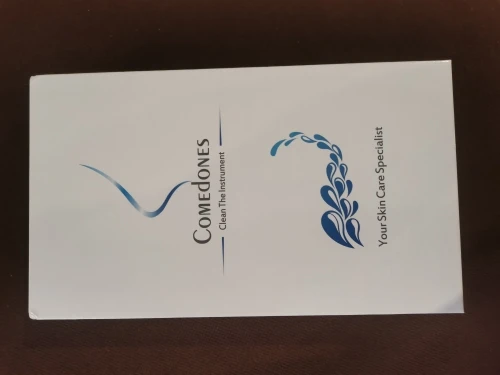 COMEDONES
Clean The Instrument
Your Skin Care Specialist